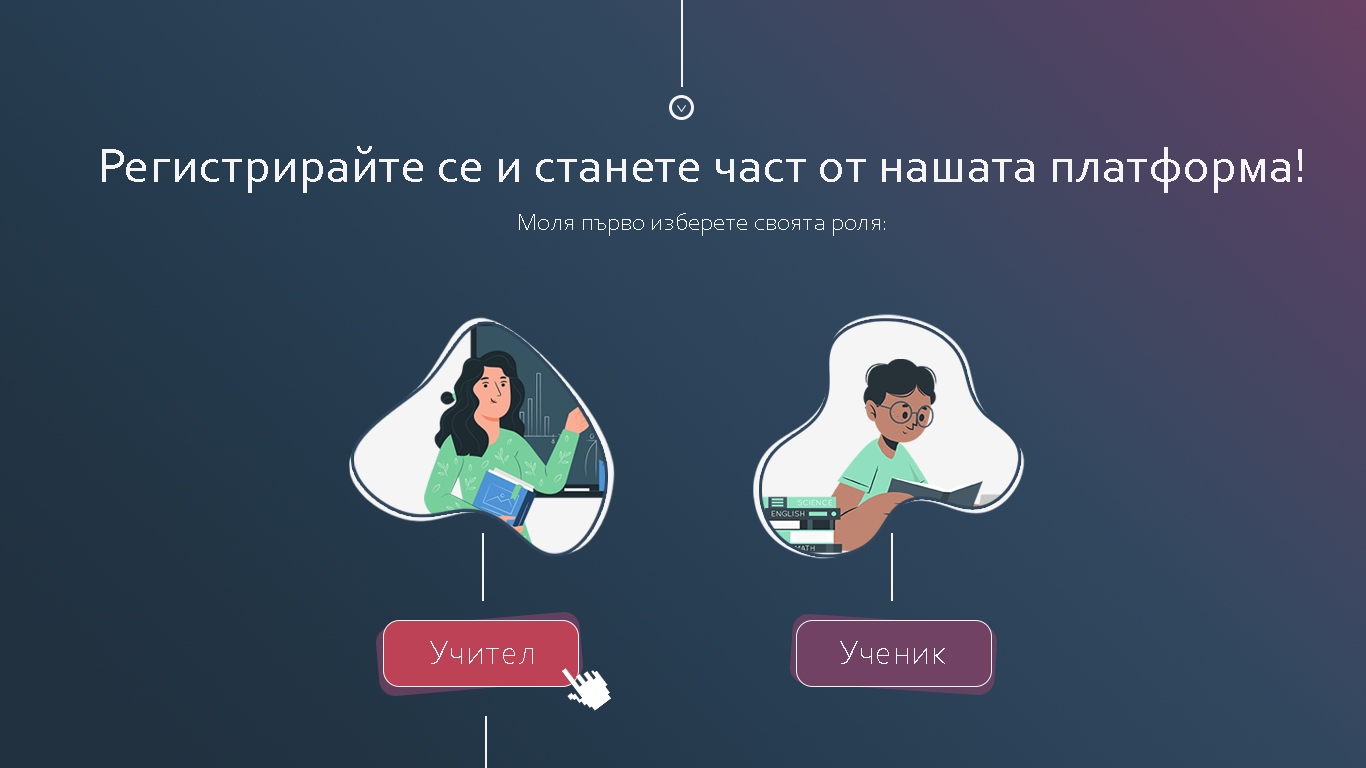 Регистрирайте се и станете част от нашата платформа!
Моля първо изберете своята роля:
SCIENCE
ENGLISH
MATH
Учител
Ученик